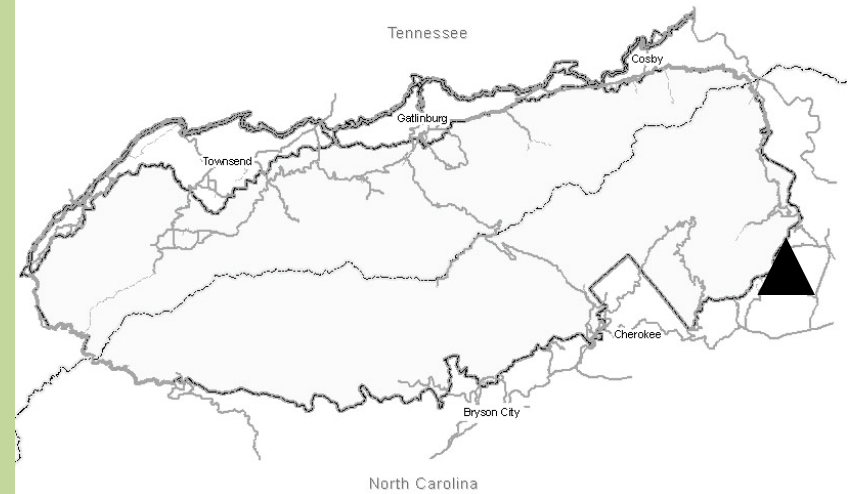 Tennessee
Cosby
Gatlinburg
Townsend
Cherokee
Bryson City
North Carolina